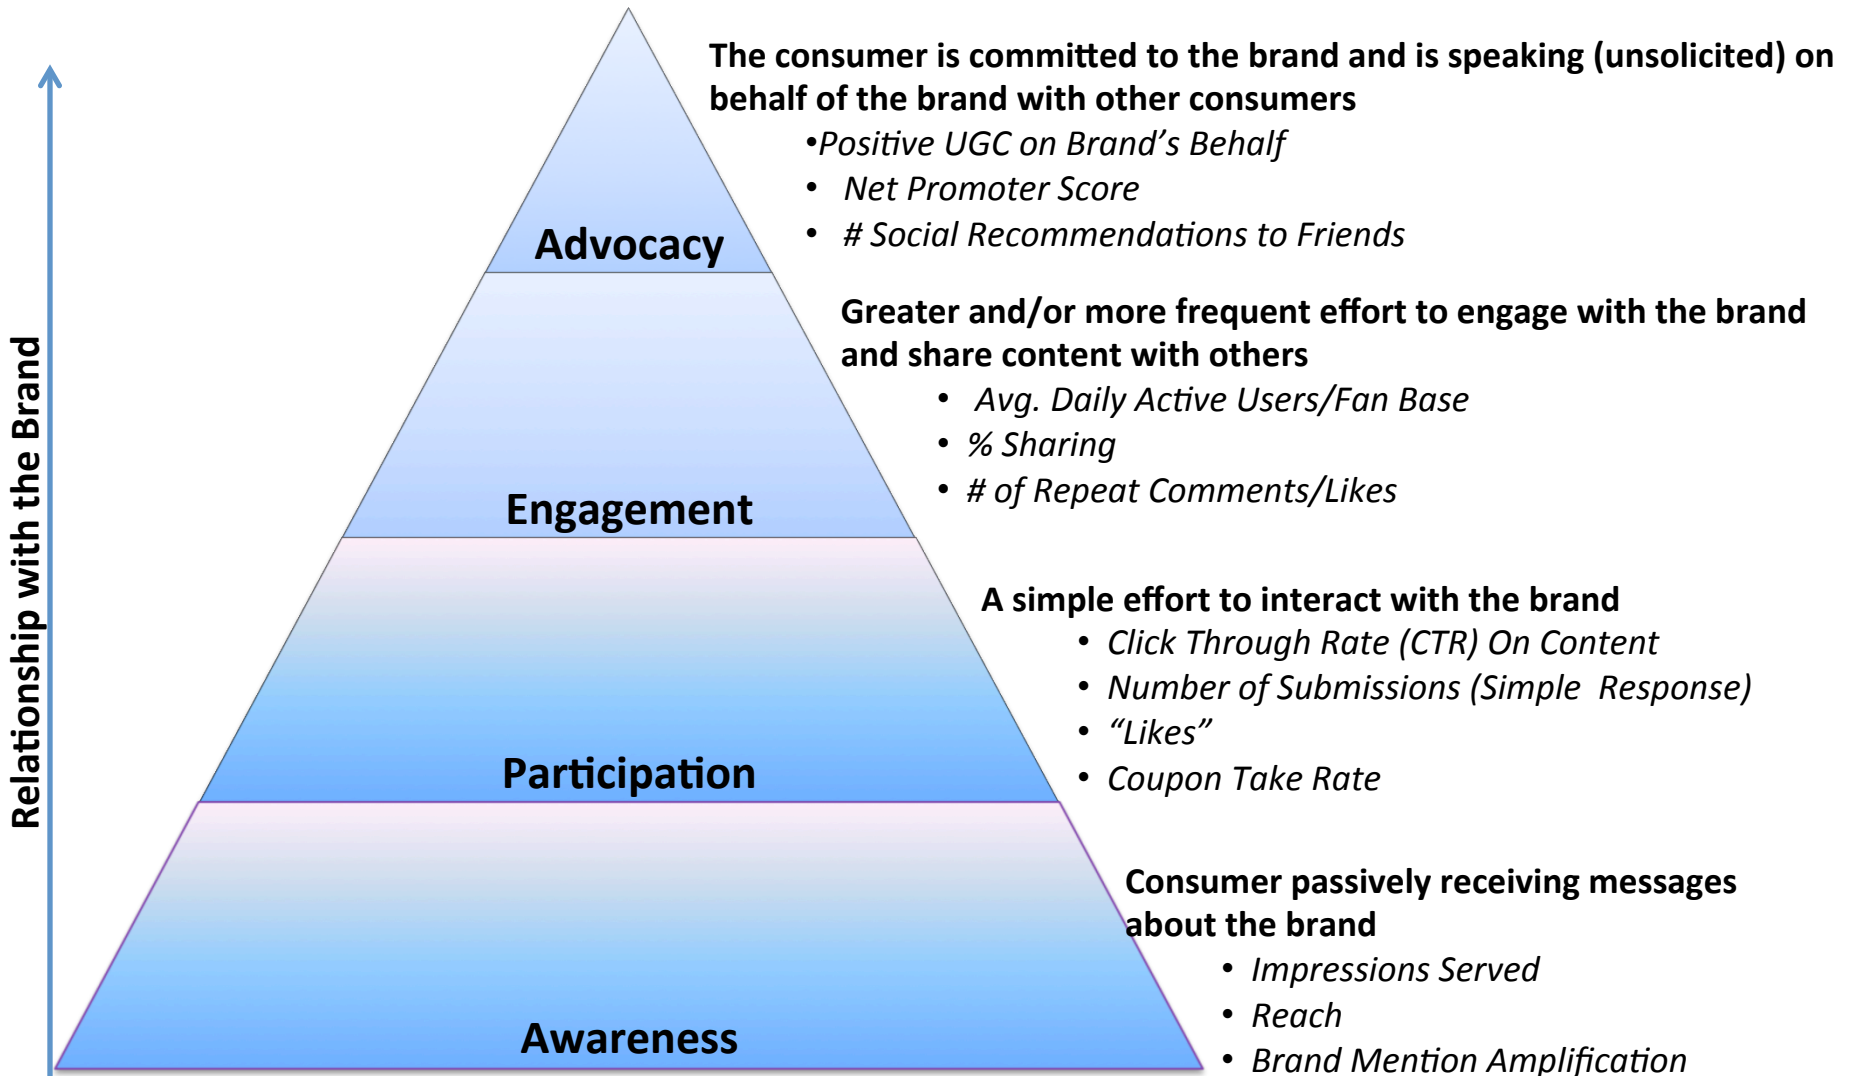 Relationship with the Brand
The consumer is committed to the brand and is speaking (unsolicited) on
behalf of the brand with other consumers
•Positive UGC on Brand’s Behalf
• Net Promoter Score
• # Social Recommendations to Friends
Advocacy
Greater and/or more frequent effort to engage with the brand
and share content with others
• Avg. Daily Active Users/Fan Base
• % Sharing
• # of Repeat Comments/Likes
Engagement
A simple effort to interact with the brand
• Click Through Rate (CTR) On Content
• Number of Submissions (Simple Response)
• “Likes”
• Coupon Take Rate
Participation
Consumer passively receiving messages
about the brand
• Impressions Served
• Reach
• Brand Mention Amplification
Awareness